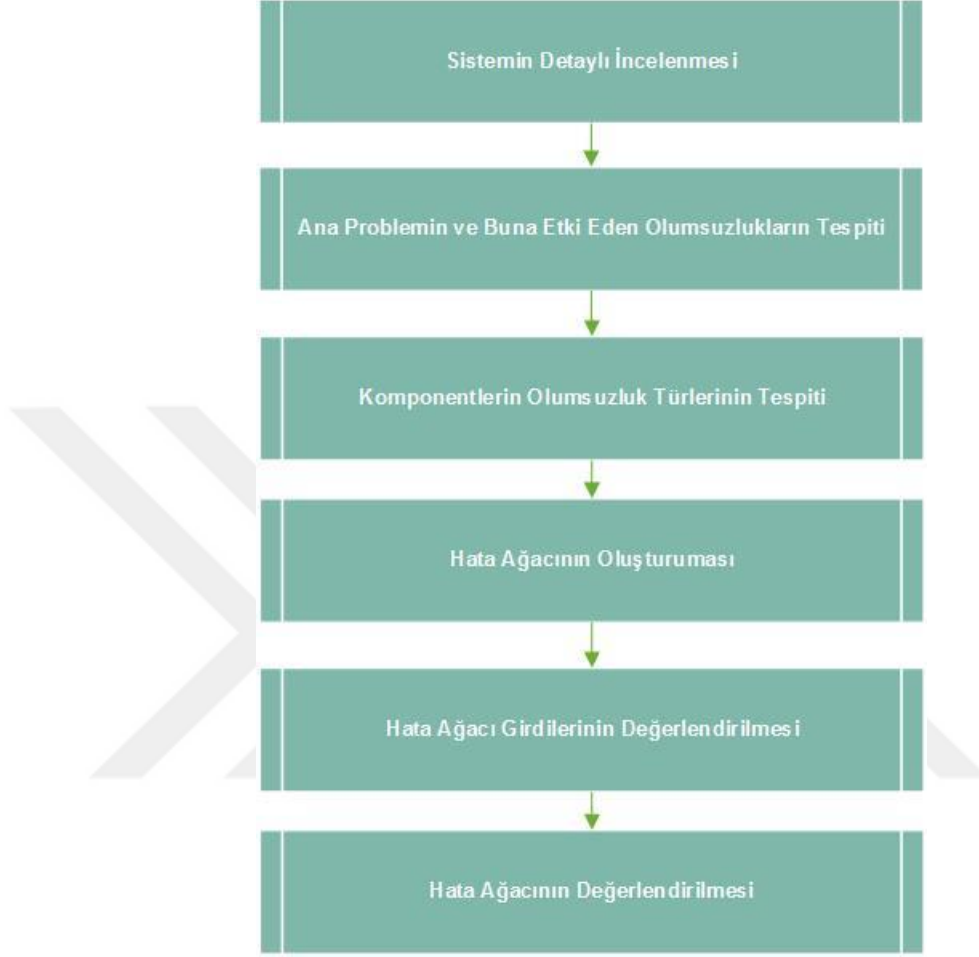 Sistemin Detaylı İncelenmesi
Ana Problemin ve Buna Etki Eden Olumsuzlukların Tespiti
Komponentlerin Olumsuzluk Türlerinin Tespiti
Hata Ağacının Oluşturuması
Hata Ağacı Girdilerinin Değerlendirilmesi
Hata Ağacının Değerlendirilmesi